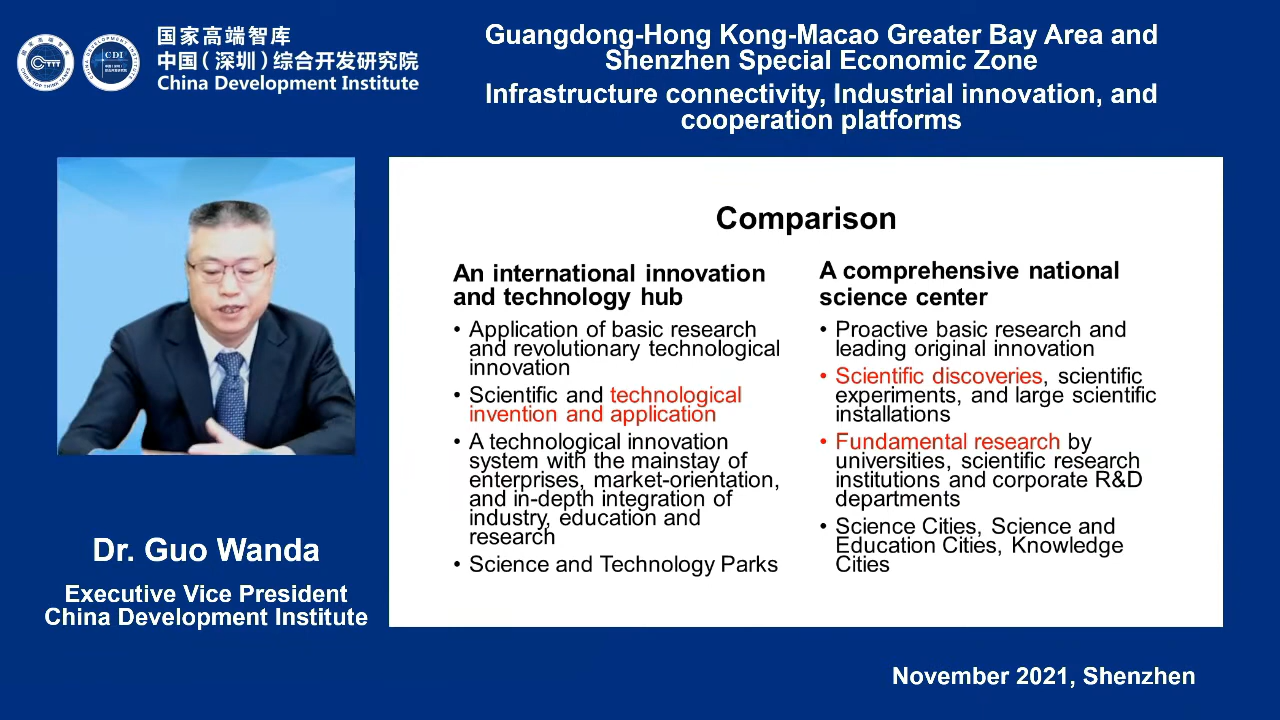 国家高端智库
中国（深圳）综合开发研究院
China Development Institute
CDI
Guangdong-Hong Kong-Macao Greater Bay Area and
Shenzhen Special Economic Zone
Infrastructure connectivity, Industrial innovation, and
cooperation platforms
Comparison
An international innovation
and technology hub
• Application of basic research
and revolutionary technological
innovation
• Scientific and technological
invention and application
• A technological innovation
system with the mainstay of
enterprises, market-orientation,
and in-depth integration of
industry, education and
research
• Science and Technology Parks
A comprehensive national
science center
• Proactive basic research and
leading original innovation
• Scientific discoveries, scientific
experiments, and large scientific
installations
• Fundamental research by
universities, scientific research
institutions and corporate R&D
departments
• Science Cities, Science and
Education Cities, Knowledge
Cities
Dr. Guo Wanda
Executive Vice President
China Development Institute
November 2021, Shenzhen